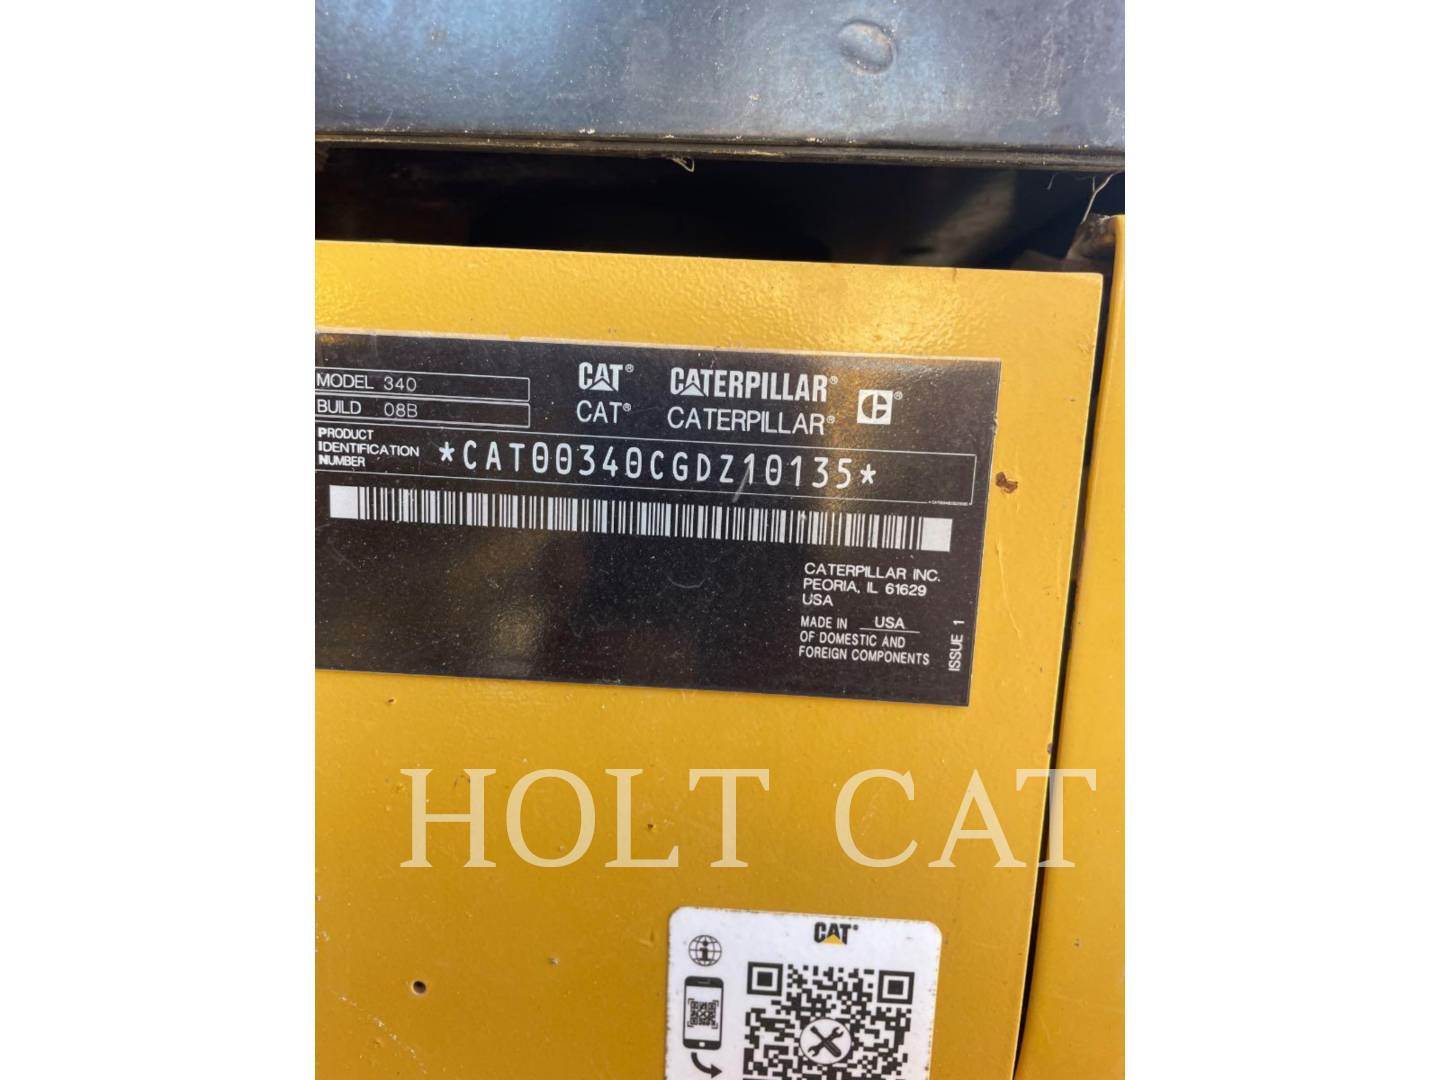 MODEL 340
BUILD 08B
CAT® CATERPILLAR®
CAT® CATERPILLAR®
PRODUCT
IDENTIFICATION
NUMBER
*CAT00340CGDZ10135*
CATERPILLAR INC.
PEORIA, IL 61629
USA
MADE IN USA
OF DOMESTIC AND
FOREIGN COMPONENTS
ISSUE 1
HOLT CAT
CAT®